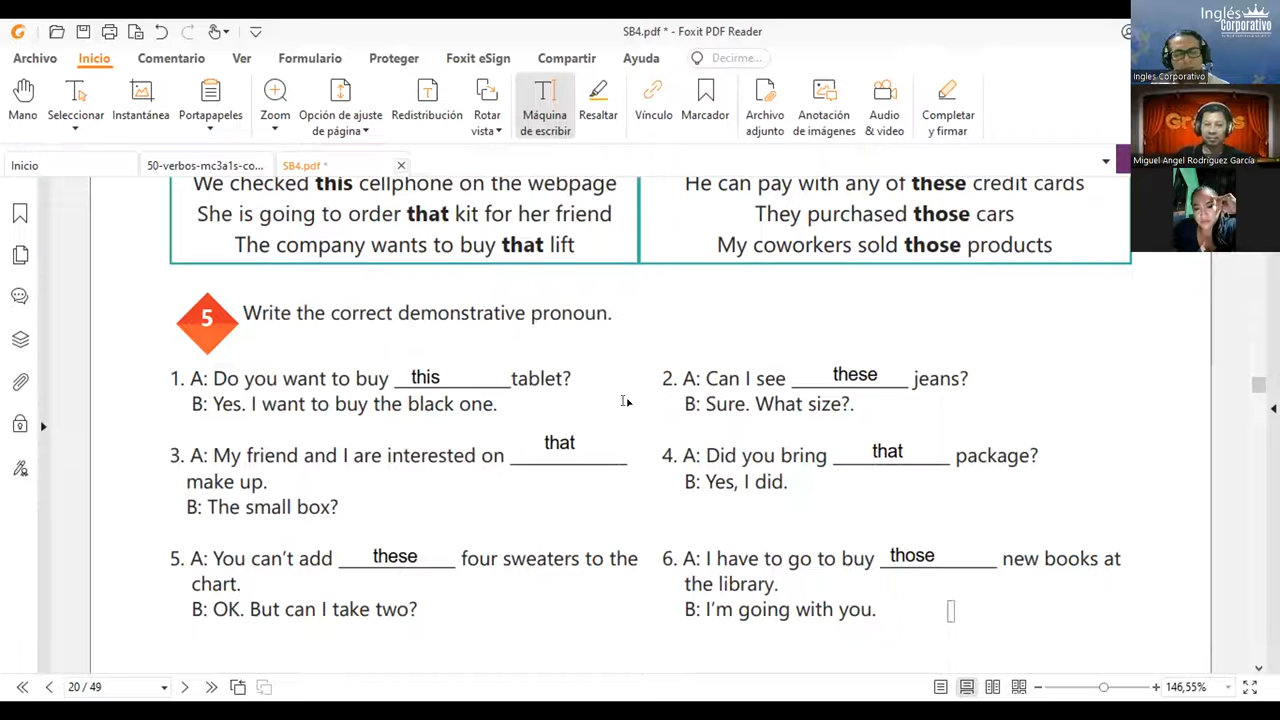 SB4.pdf * - Foxit PDF Reader
Inglés
Corporativo
Archivo Inicio Comentario Ver Formulario Proteger Foxit eSign Compartir Ayuda Decirme...
Ingles Corporativo
Mano Seleccionar Instantánea Portapapeles Zoom Opción de ajuste de página Redistribución Rotar vista Máquina de escribir Resaltar Vínculo Marcador Archivo adjunto Anotación de imágenes Audio & video Completar y firmar
Miguel Angel Rodríguez García
Inicio 50-verbos-mc3a1s-co... SB4.pdf *
We checked this cellphone on the webpage
She is going to order that kit for her friend
The company wants to buy that lift
He can pay with any of these credit cards
They purchased those cars
My coworkers sold those products
5 Write the correct demonstrative pronoun.
1. A: Do you want to buy this tablet?
B: Yes. I want to buy the black one.
2. A: Can I see these jeans?
B: Sure. What size?.
3. A: My friend and I are interested on that
make up.
B: The small box?
4. A: Did you bring that package?
B: Yes, I did.
5. A: You can't add these four sweaters to the
chart.
B: OK. But can I take two?
6. A: I have to go to buy those new books at
the library.
B: I'm going with you.
20 / 49
146,55%